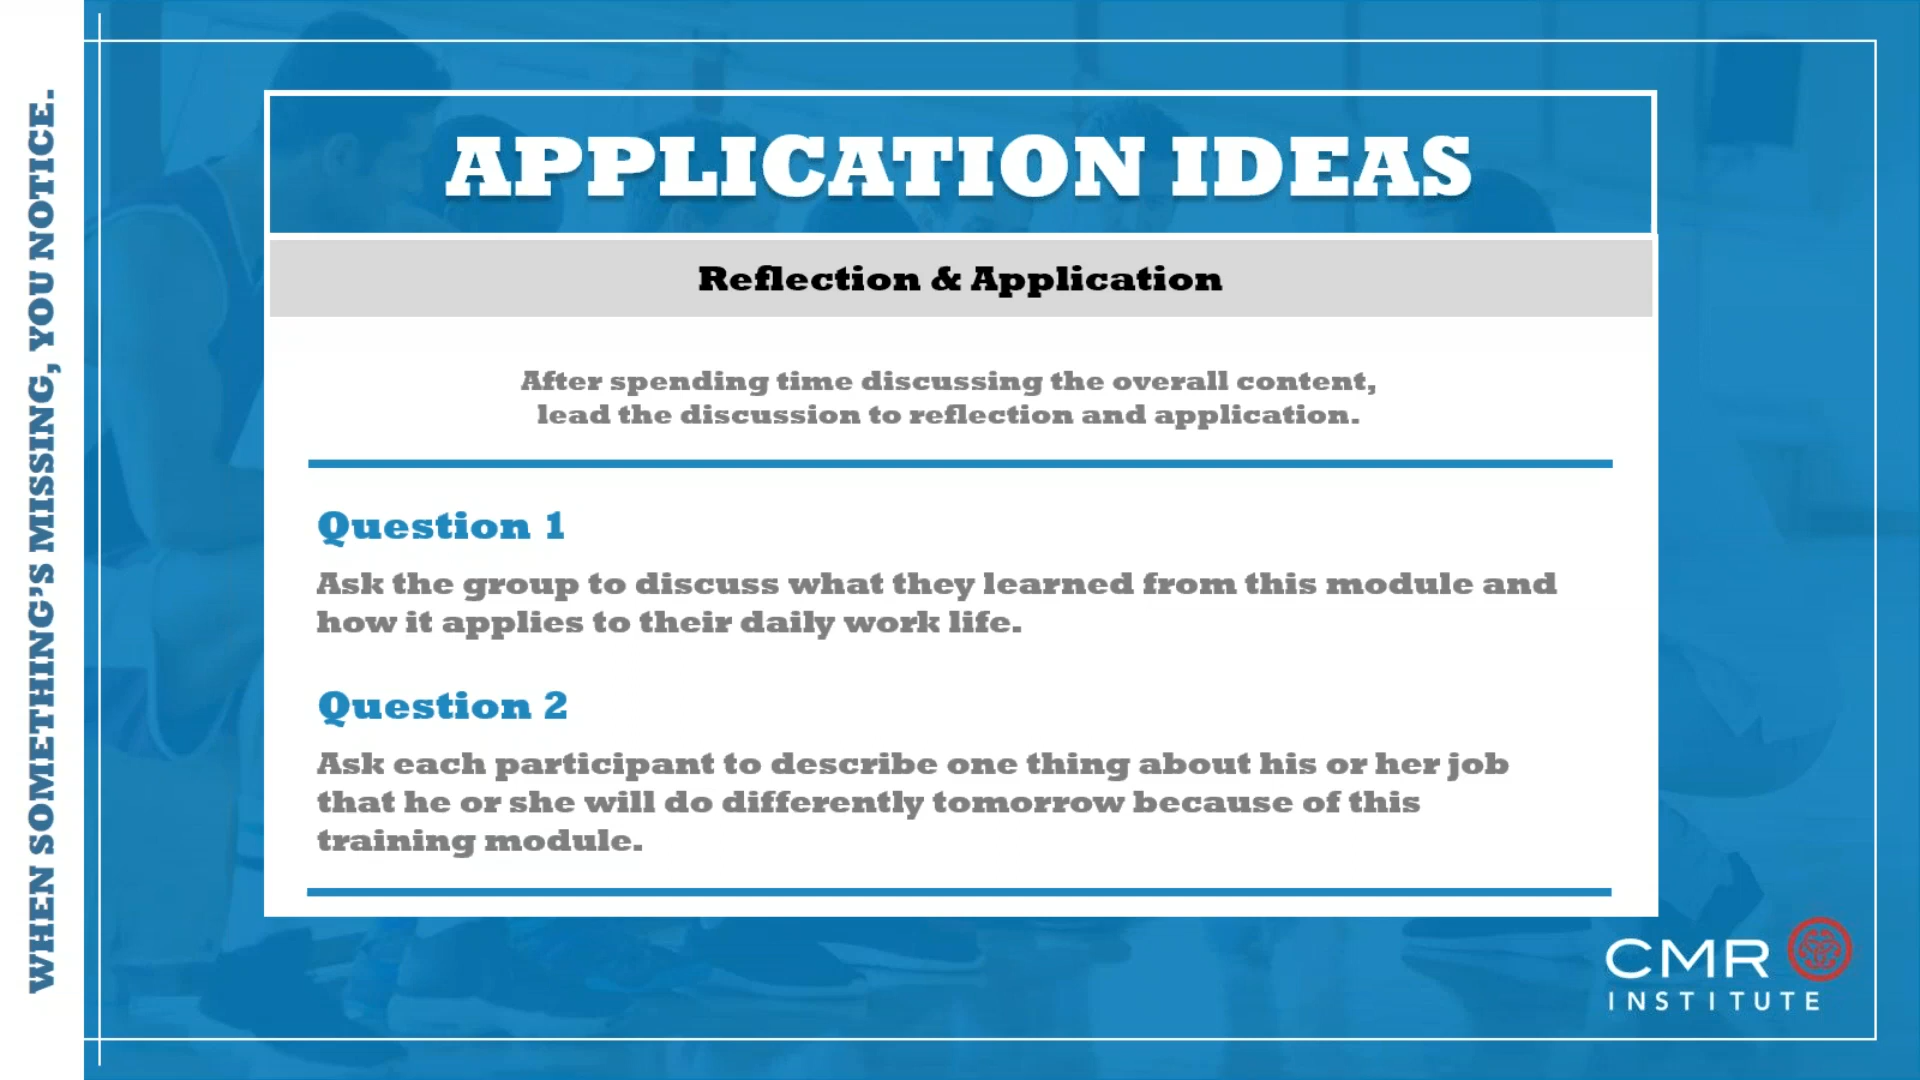 WHEN SOMETHING'S MISSING, YOU NOTICE.
APPLICATION IDEAS
Reflection & Application
After spending time discussing the overall content,
lead the discussion to reflection and application.
Question 1
Ask the group to discuss what they learned from this module and
how it applies to their daily work life.
Question 2
Ask each participant to describe one thing about his or her job
that he or she will do differently tomorrow because of this
training module.
CMR
INSTITUTE